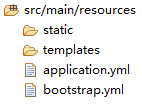 src/main/resources
static
templates
application.yml
bootstrap.yml